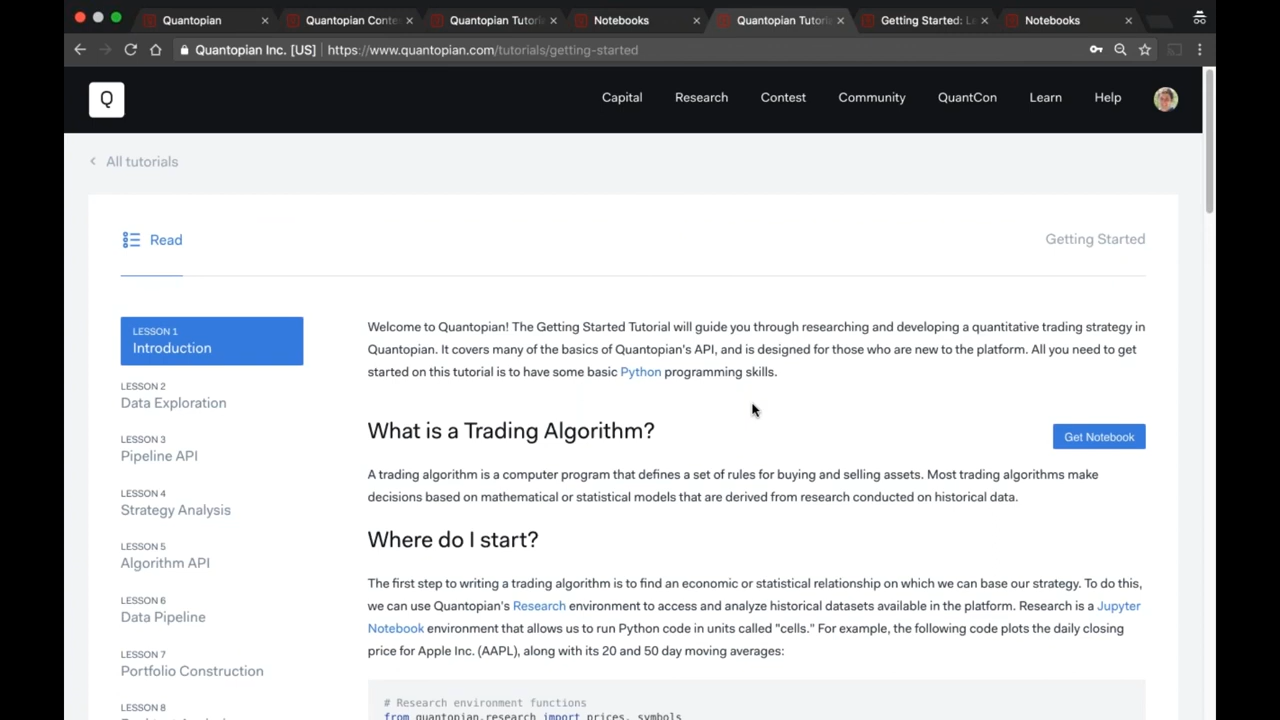 Quantopian
Quantopian Conte
Quantopian Tutori
Notebooks
Quantopian Tutoria
Getting Started: L
Notebooks
Quantopian Inc. [US]
https://www.quantopian.com/tutorials/getting-started
Q
Capital
Research
Contest
Community
QuantCon
Learn
Help
All tutorials
Read
Getting Started
LESSON 1
Introduction
LESSON 2
Data Exploration
LESSON 3
Pipeline API
LESSON 4
Strategy Analysis
LESSON 5
Algorithm API
LESSON 6
Data Pipeline
LESSON 7
Portfolio Construction
LESSON 8
Welcome to Quantopian! The Getting Started Tutorial will guide you through researching and developing a quantitative trading strategy in
Quantopian. It covers many of the basics of Quantopian's API, and is designed for those who are new to the platform. All you need to get
started on this tutorial is to have some basic Python programming skills.
What is a Trading Algorithm?
Get Notebook
A trading algorithm is a computer program that defines a set of rules for buying and selling assets. Most trading algorithms make
decisions based on mathematical or statistical models that are derived from research conducted on historical data.
Where do I start?
The first step to writing a trading algorithm is to find an economic or statistical relationship on which we can base our strategy. To do this,
we can use Quantopian's Research environment to access and analyze historical datasets available in the platform. Research is a Jupyter
Notebook environment that allows us to run Python code in units called "cells." For example, the following code plots the daily closing
price for Apple Inc. (AAPL), along with its 20 and 50 day moving averages:
# Research environment functions
from quantopian.research import prices, symbols